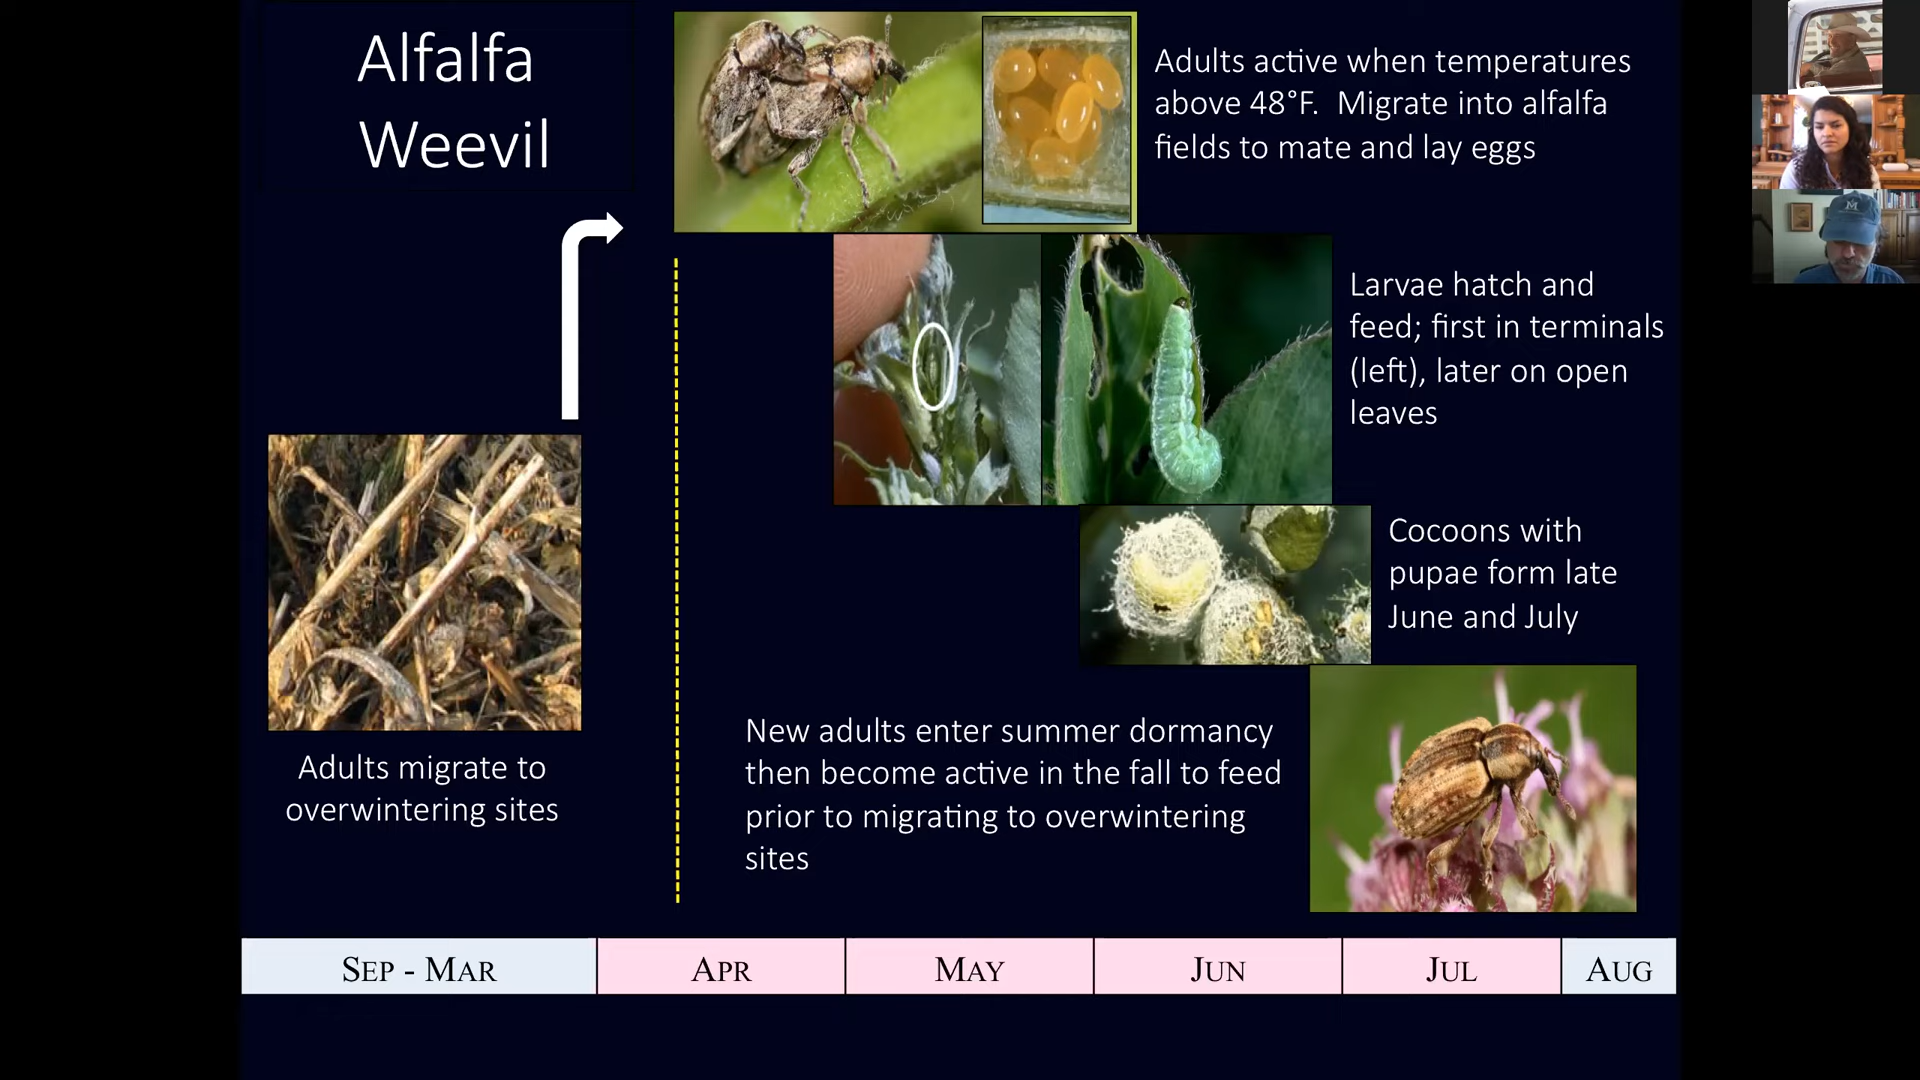 Alfalfa
Weevil
Adults active when temperatures
above 48°F. Migrate into alfalfa
fields to mate and lay eggs
Larvae hatch and
feed; first in terminals
(left), later on open
leaves
Cocoons with
pupae form late
June and July
New adults enter summer dormancy
then become active in the fall to feed
prior to migrating to overwintering
sites
Adults migrate to
overwintering sites
SEP - MAR
APR
MAY
JUN
JUL
AUG
M